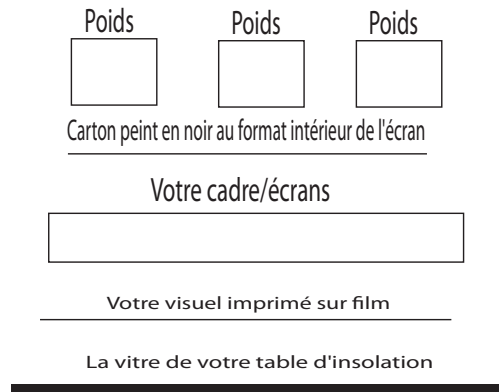 Poids Poids Poids
Carton peint en noir au format intérieur de l'écran
Votre cadre/écrans
Votre visuel imprimé sur film
La vitre de votre table d'insolation